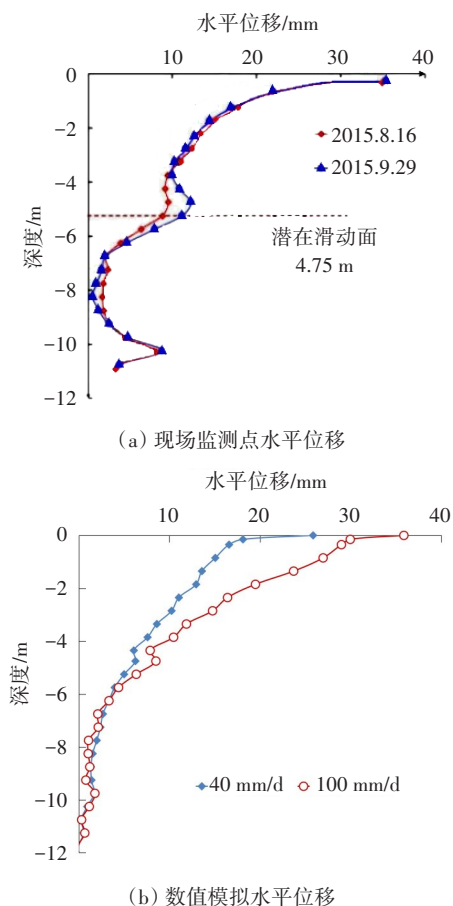 水平位移/mm
0 10 20 30 40
0
-2
-4
-6
-8
-10
-12
深度/m
2015.8.16
2015.9.29
潜在滑动面
4.75 m
(a)现场监测点水平位移
水平位移/mm
10 20 30 40
0
-2
-4
-6
-8
-10
-12
深度/m
40 mm/d 100 mm/d
(b)数值模拟水平位移